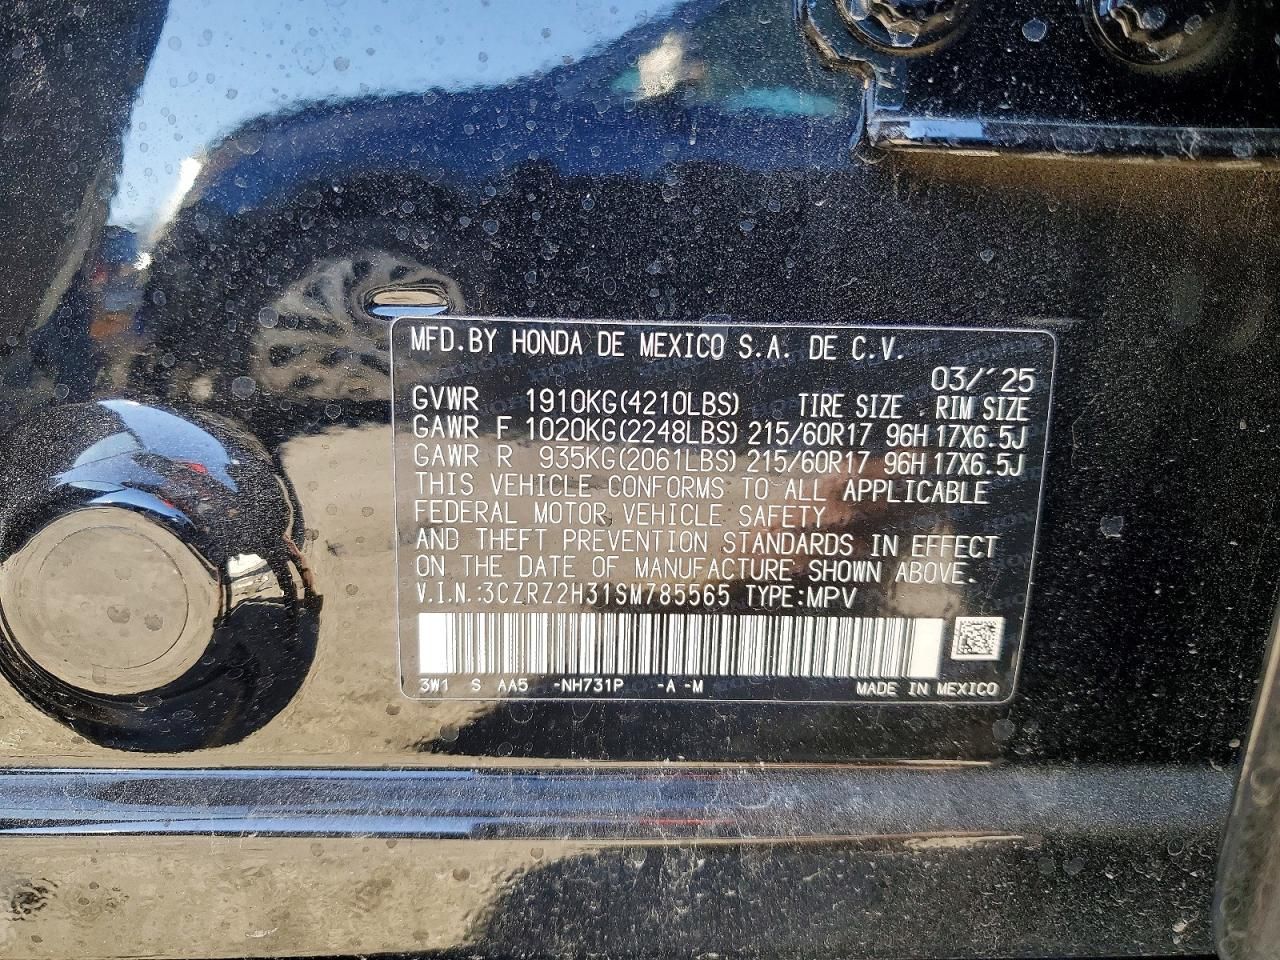 MFD.BY HONDA DE MEXICO S.A. DE C.V.
03/´25
GVWR 1910KG(4210LBS) TIRE SIZE RIM SIZE
GAWR F 1020KG(2248LBS) 215/60R17 96H 17X6.5J
GAWR R 935KG(2061LBS) 215/60R17 96H 17X6.5J
THIS VEHICLE CONFORMS TO ALL APPLICABLE
FEDERAL MOTOR VEHICLE SAFETY
AND THEFT PREVENTION STANDARDS IN EFFECT
ON THE DATE OF MANUFACTURE SHOWN ABOVE.
V.I.N.:3CZRZ2H31SM785565 TYPE:MPV
3W1 S AA5 -NH731P -A -M MADE IN MEXICO